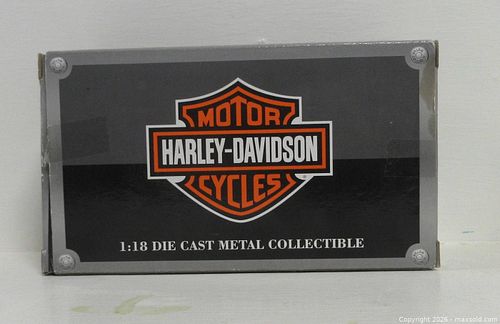 MOTOR
HARLEY-DAVIDSON
CYCLES
®
1:18 DIE CAST METAL COLLECTIBLE
Copyright 2026 - maxsold.com